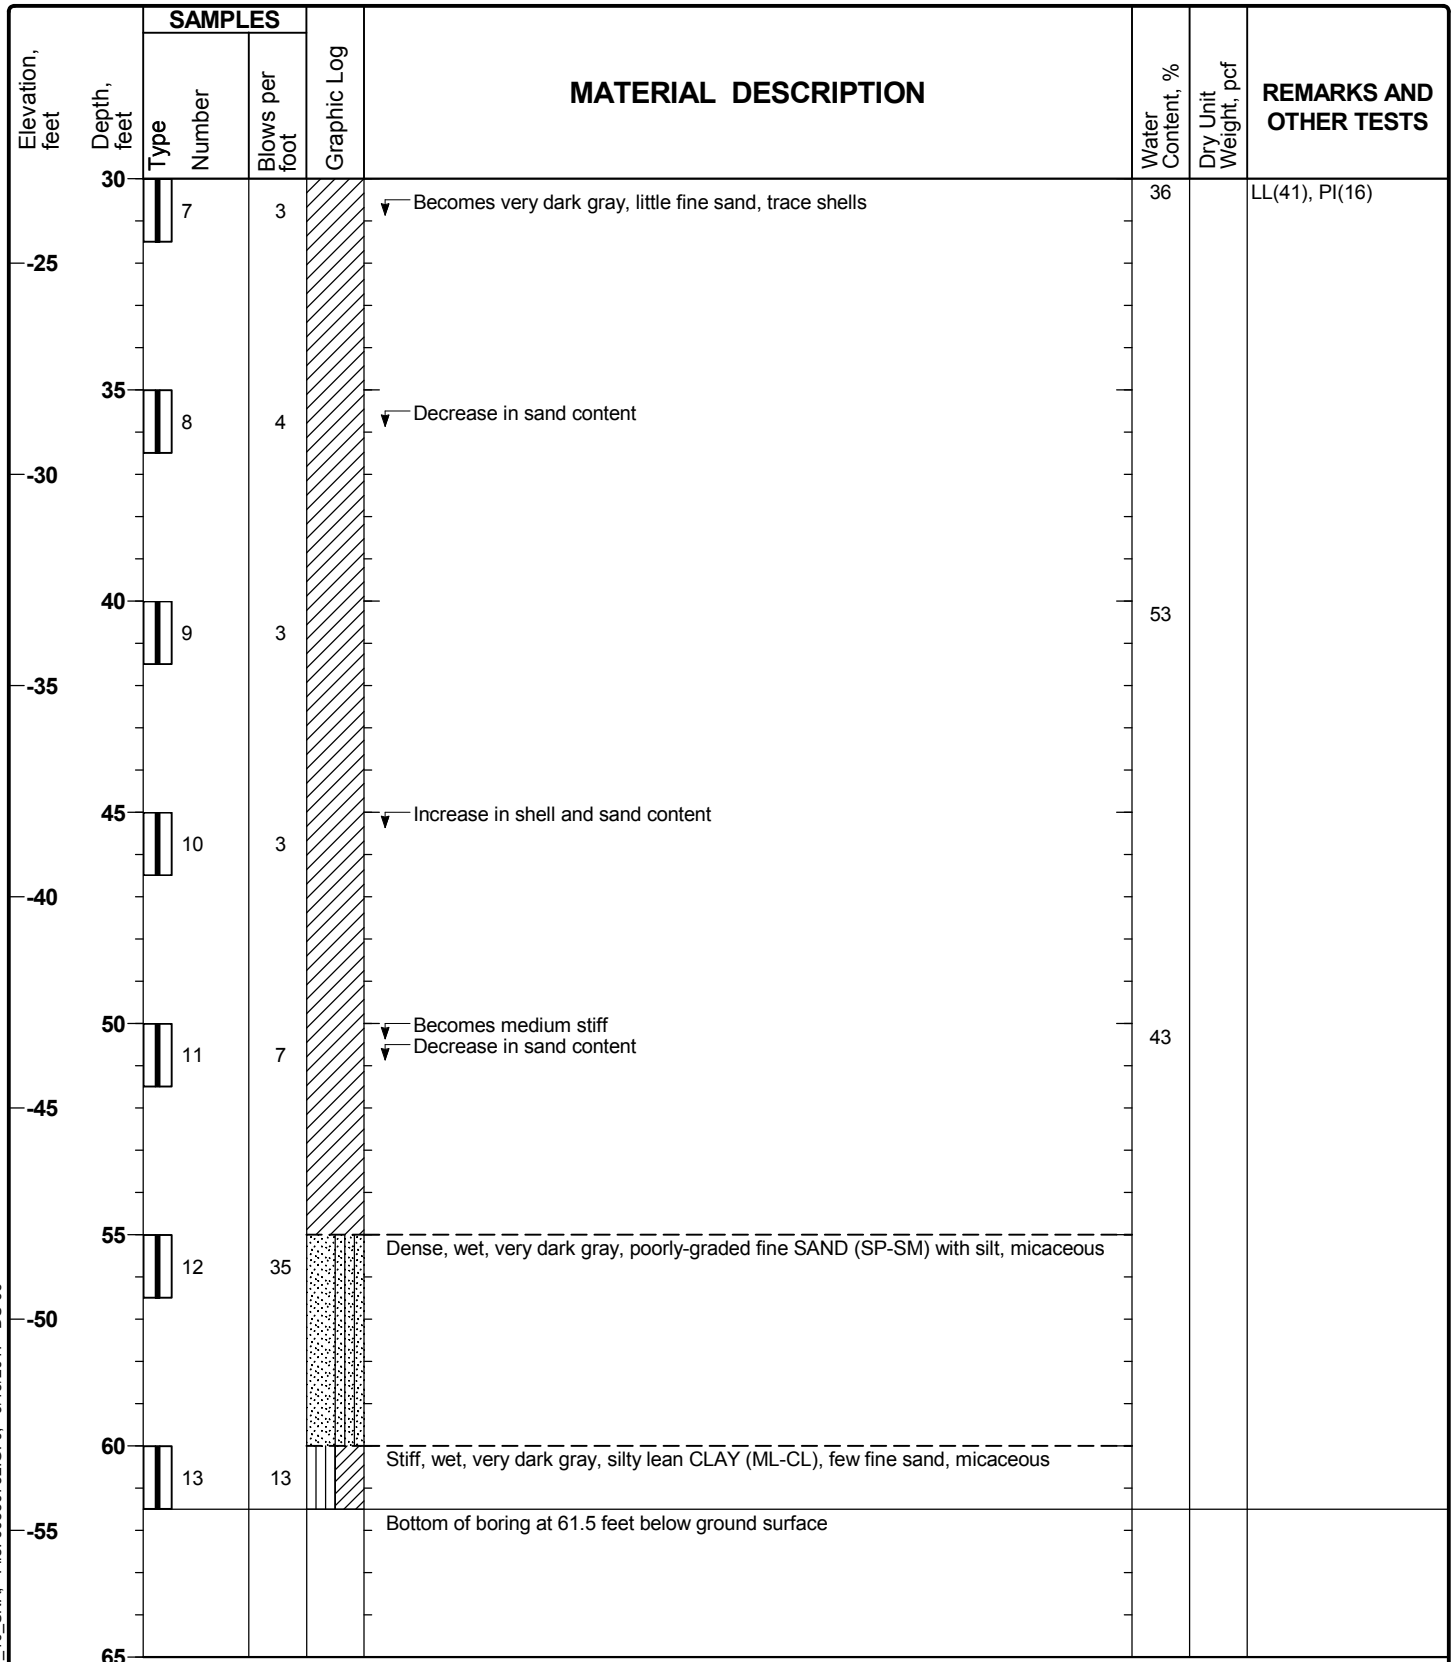 SAMPLES
Elevation,
feet
Depth,
feet
Type
Number
Blows per
foot
Graphic Log
MATERIAL DESCRIPTION
Water
Content, %
Dry Unit
Weight, pcf
REMARKS AND
OTHER TESTS
30
7 3 Becomes very dark gray, little fine sand, trace shells 36 LL(41), PI(16)
-25
35
8 4 Decrease in sand content
-30
40
9 3 53
-35
45
Increase in shell and sand content
10 3
-40
50
Becomes medium stiff
Decrease in sand content
11 7 43
-45
55
Dense, wet, very dark gray, poorly-graded fine SAND (SP-SM) with silt, micaceous
12 35
-50
60
Stiff, wet, very dark gray, silty lean CLAY (ML-CL), few fine sand, micaceous
13 13
Bottom of boring at 61.5 feet below ground surface
-55
65